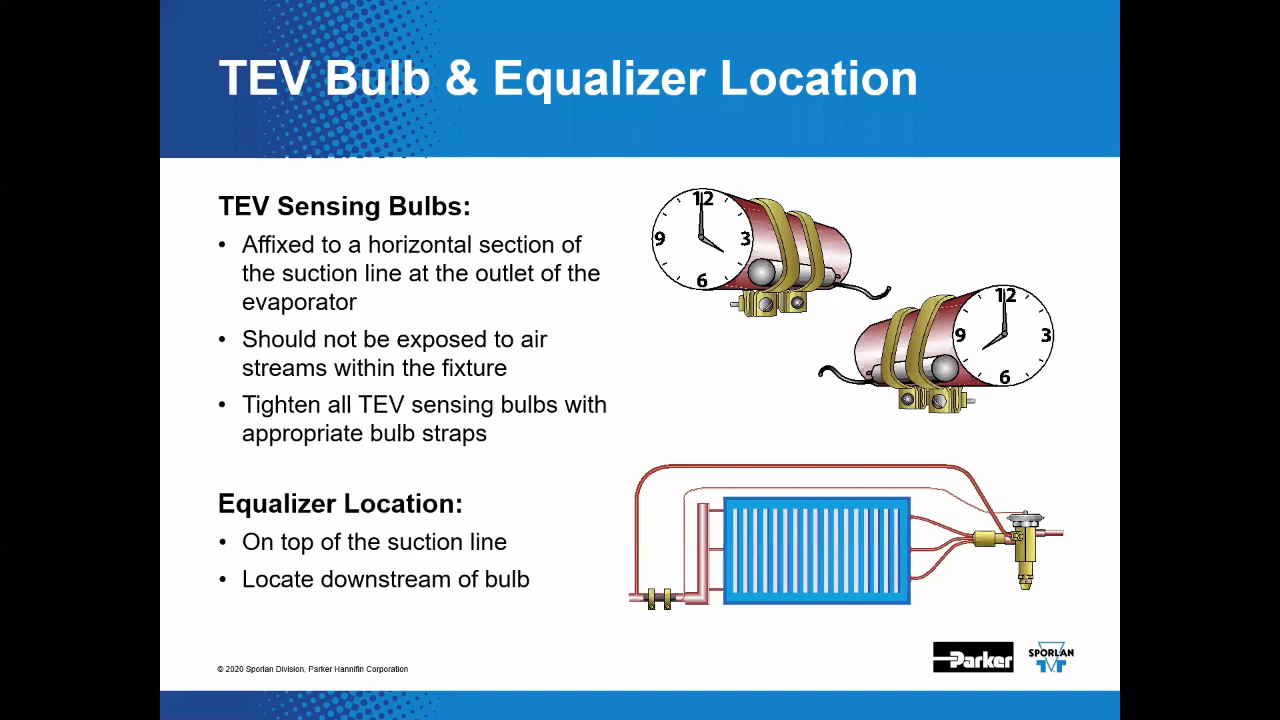 TEV Bulb & Equalizer Location
TEV Sensing Bulbs:
• Affixed to a horizontal section of
the suction line at the outlet of the
evaporator
• Should not be exposed to air
streams within the fixture
• Tighten all TEV sensing bulbs with
appropriate bulb straps
12
9
3
6
12
9
3
6
Equalizer Location:
• On top of the suction line
• Locate downstream of bulb
© 2020 Sporlan Division, Parker Hannifin Corporation
Parker
SPORLAN